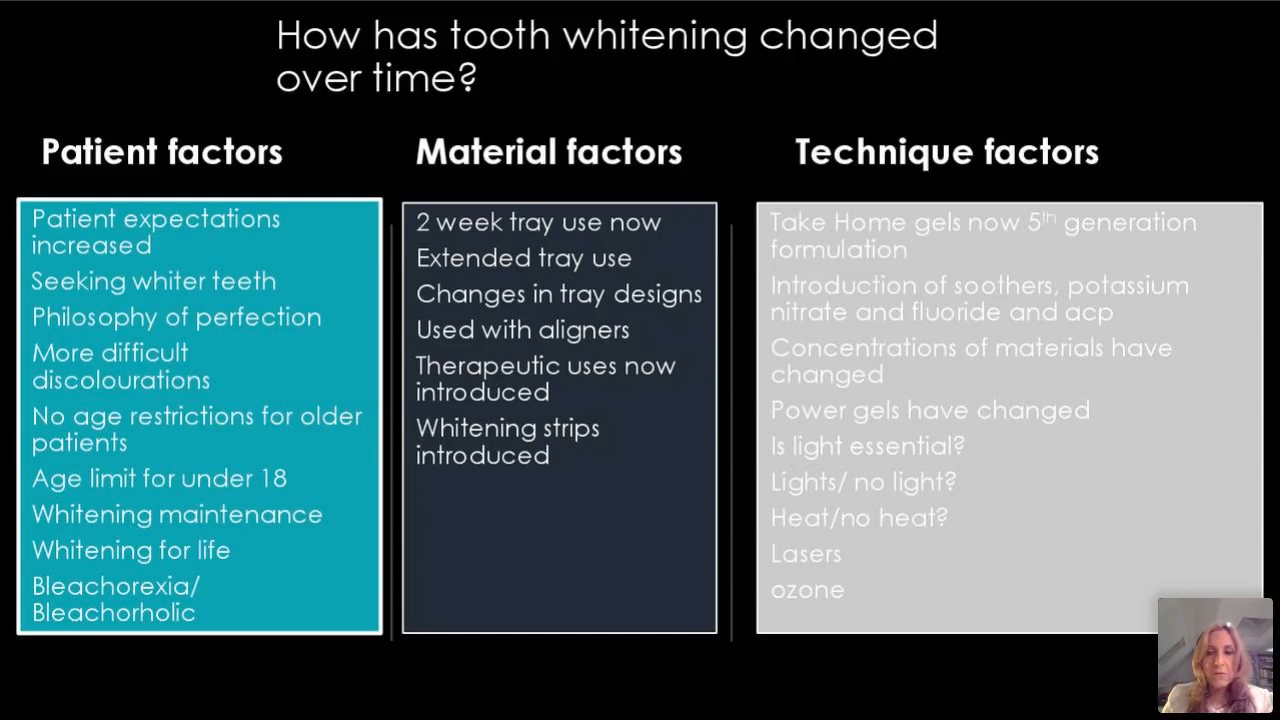 How has tooth whitening changed
over time?
Patient factors
Patient expectations
increased
Seeking whiter teeth
Philosophy of perfection
More difficult
discolourations
No age restrictions for older
patients
Age limit for under 18
Whitening maintenance
Whitening for life
Bleachorexia/
Bleachorholic
Material factors
2 week tray use now
Extended tray use
Changes in tray designs
Used with aligners
Therapeutic uses now
introduced
Whitening strips
introduced
Technique factors
Take Home gels now 5th generation
formulation
Introduction of soothers, potassium
nitrate and fluoride and acp
Concentrations of materials have
changed
Power gels have changed
Is light essential?
Lights/ no light?
Heat/no heat?
Lasers
ozone